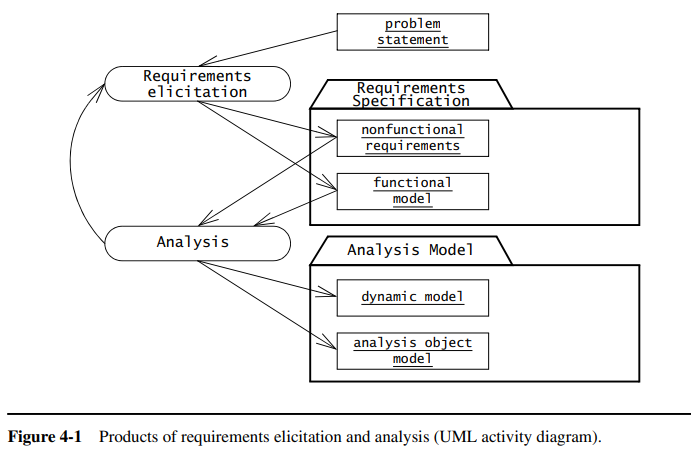 problem
statement
Requirements
elicitation
Requirements
Specification
nonfunctional
requirements
functional
model
Analysis
Analysis Model
dynamic model
analysis object
model
Figure 4-1 Products of requirements elicitation and analysis (UML activity diagram).